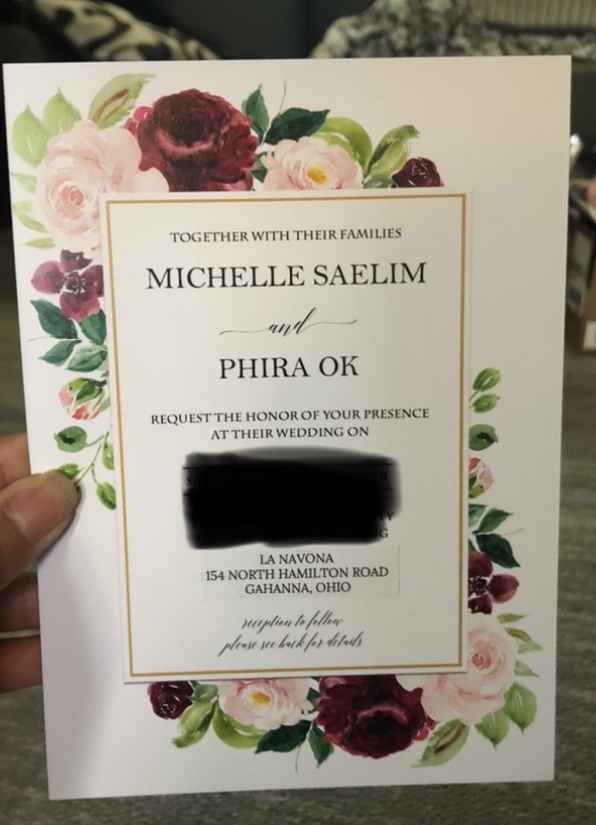 TOGETHER WITH THEIR FAMILIES
MICHELLE SAELIM
and
PHIRA OK
REQUEST THE HONOR OF YOUR PRESENCE
AT THEIR WEDDING ON
LA NAVONA
154 NORTH HAMILTON ROAD
GAHANNA, OHIO
reception to follow
please see back for details